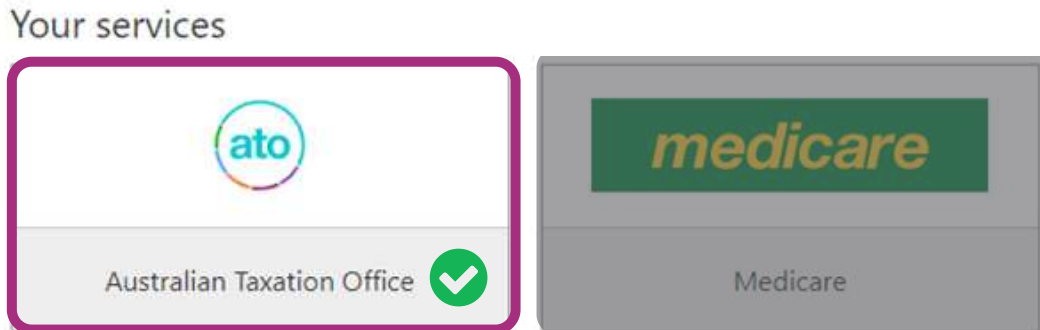 Your services
ato
medicare
Australian Taxation Office
Medicare